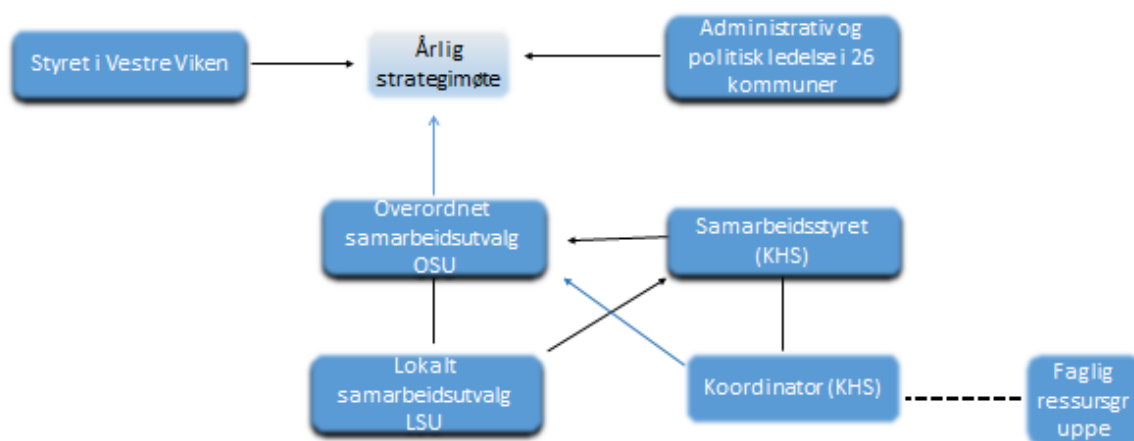 Styret i Vestre Viken
Årlig
strategimøte
Administrativ og
politisk ledelse i 26
kommuner
Overordnet
samarbeidsutvalg
OSU
Samarbeidsstyret
(KHS)
Lokalt
samarbeidsutvalg
LSU
Koordinator (KHS)
Faglig
ressursgr
uppe